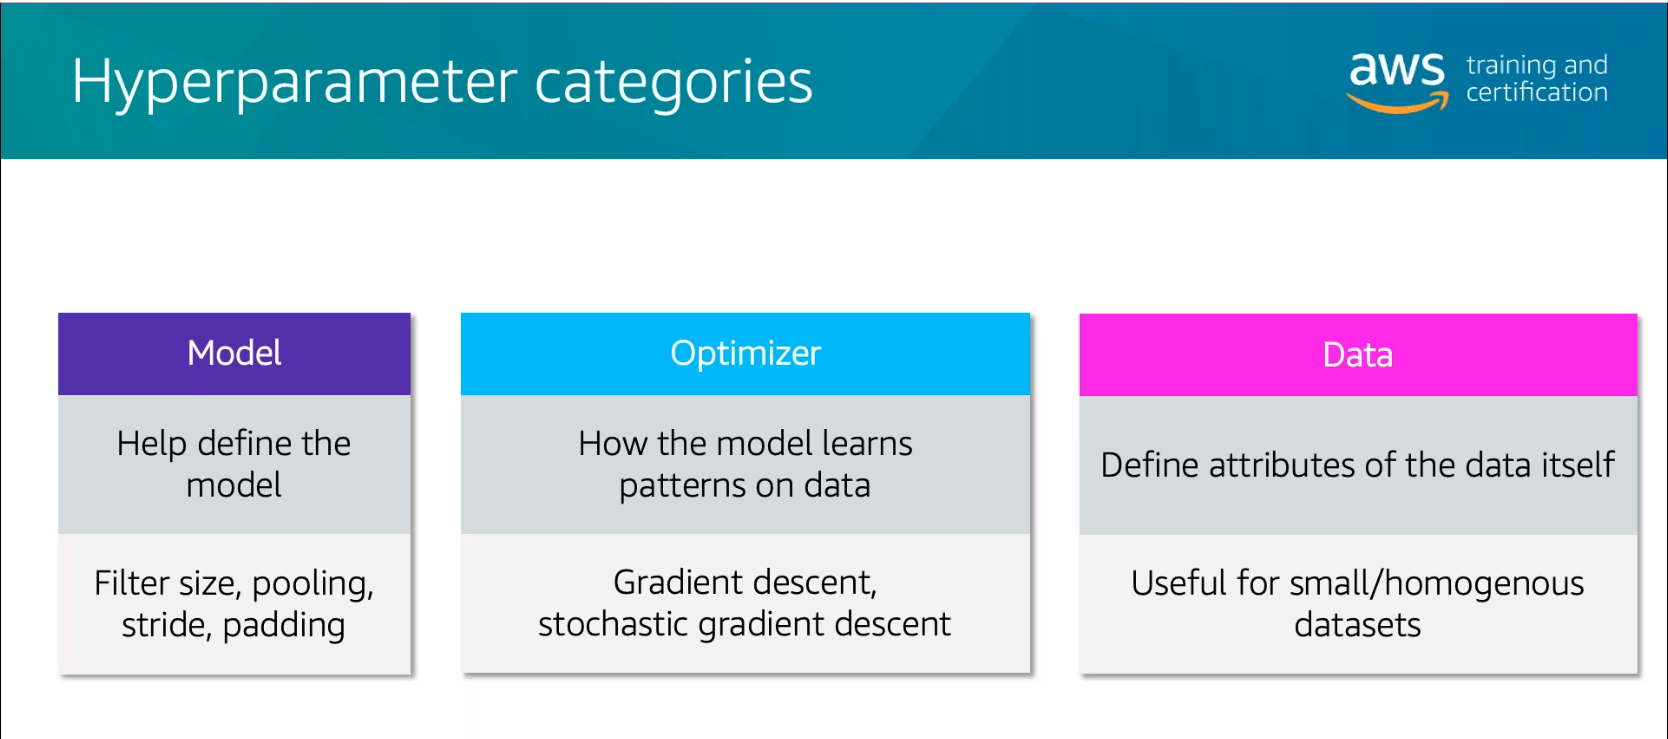 Hyperparameter categories
aws
training and
certification
Model
Help define the
model
Filter size, pooling,
stride, padding
Optimizer
How the model learns
patterns on data
Gradient descent,
stochastic gradient descent
Data
Define attributes of the data itself
Useful for small/homogenous
datasets